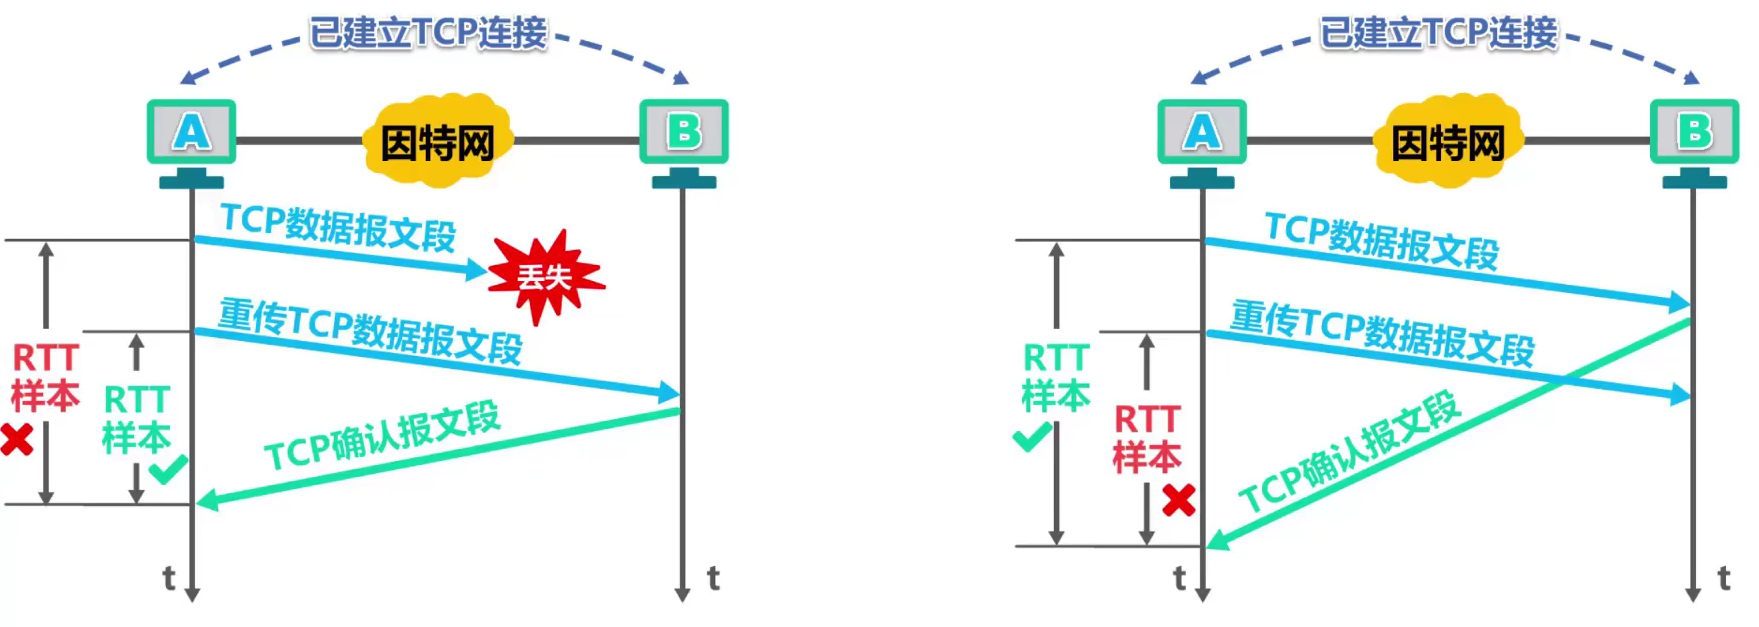 已建立TCP连接
A
因特网
B
TCP数据报文段
丢失
重传TCP数据报文段
RTT
样本
RTT
样本
TCP确认报文段
t
t
已建立TCP连接
A
因特网
B
TCP数据报文段
重传TCP数据报文段
RTT
样本
RTT
样本
TCP确认报文段
t
t